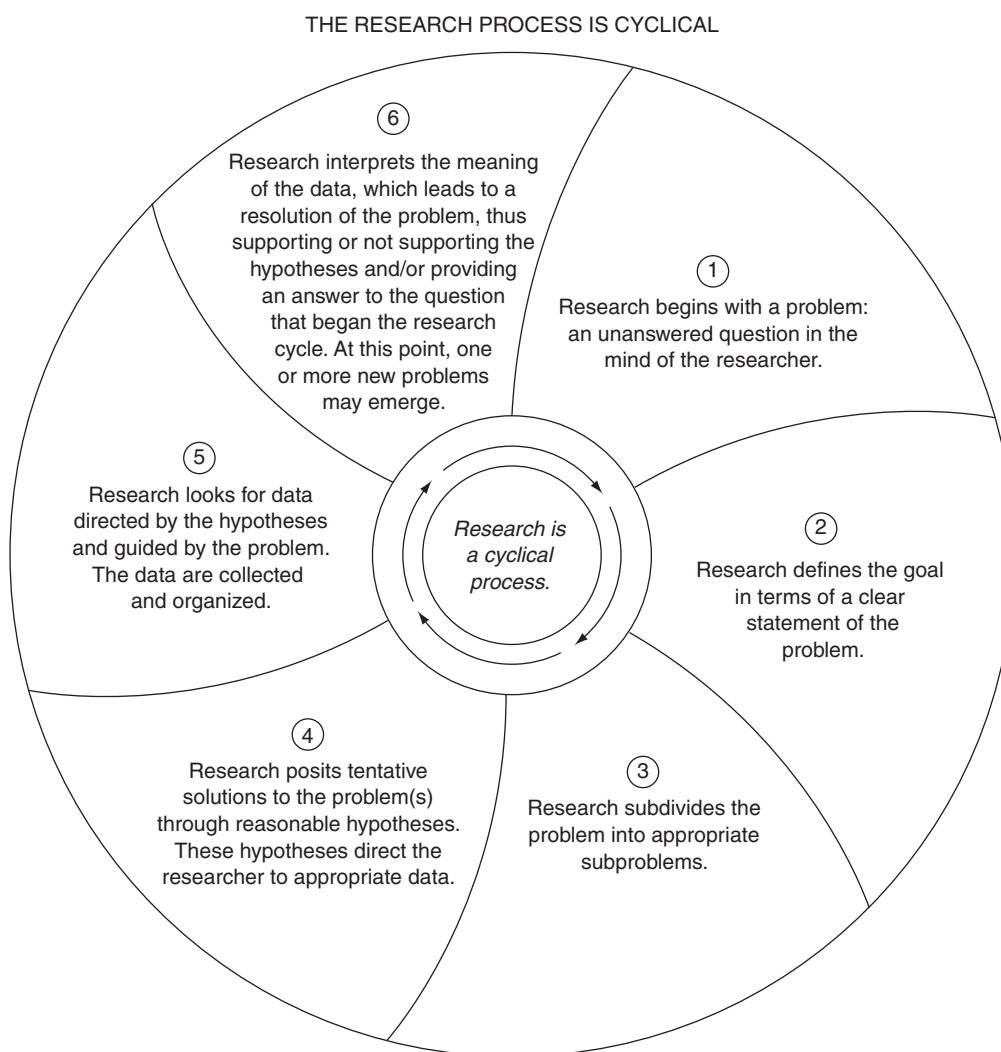 THE RESEARCH PROCESS IS CYCLICAL
1
Research begins with a problem:
an unanswered question in the
mind of the researcher.
2
Research defines the goal
in terms of a clear
statement of the
problem.
3
Research subdivides the
problem into appropriate
subproblems.
4
Research posits tentative
solutions to the problem(s)
through reasonable hypotheses.
These hypotheses direct the
researcher to appropriate data.
5
Research looks for data
directed by the hypotheses
and guided by the problem.
The data are collected
and organized.
6
Research interprets the meaning
of the data, which leads to a
resolution of the problem, thus
supporting or not supporting the
hypotheses and/or providing
an answer to the question
that began the research
cycle. At this point, one
or more new problems
may emerge.
Research is
a cyclical
process.